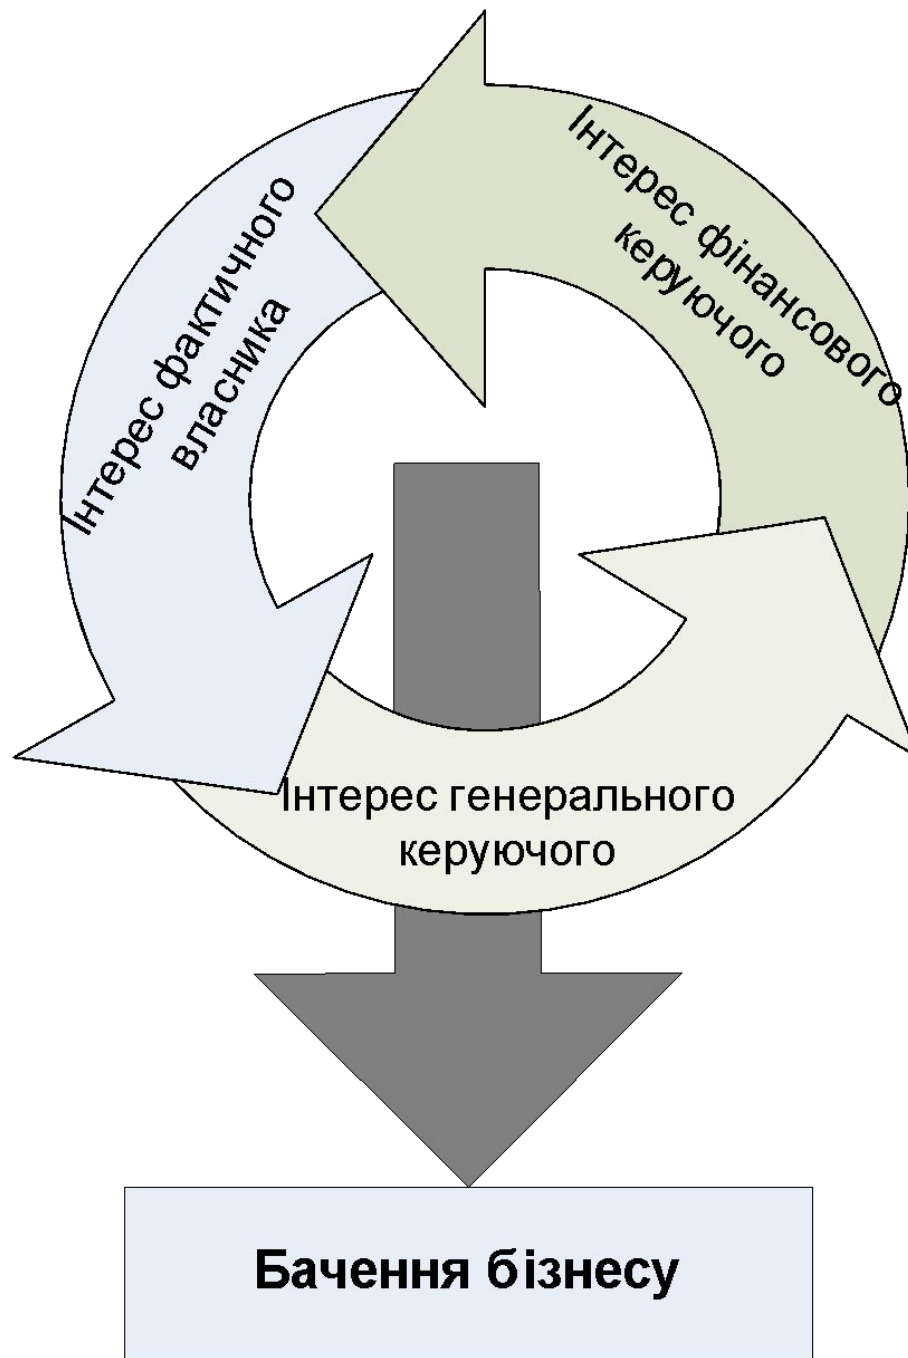 Інтерес фактичного
власника
Інтерес фінансового
керуючого
Інтерес генерального
керуючого
Бачення бізнесу